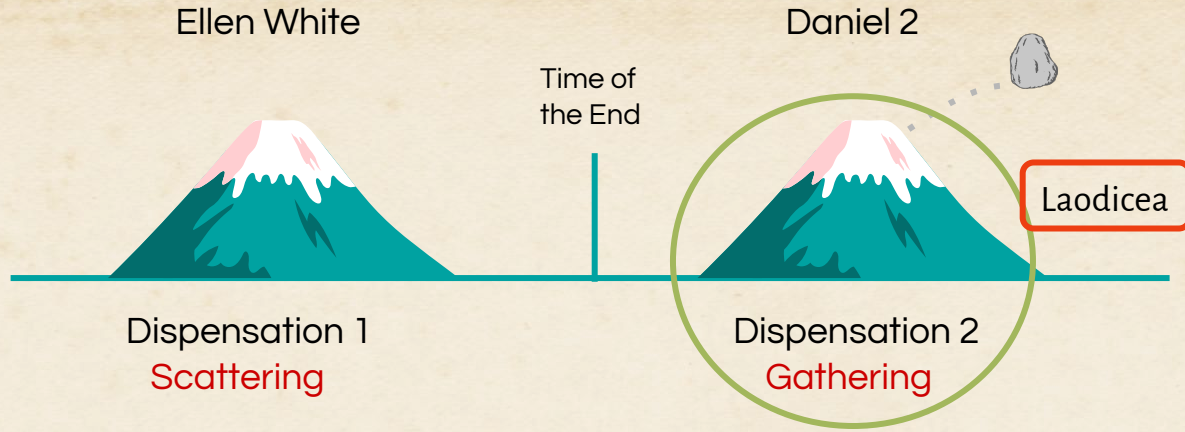 Ellen White
Daniel 2
Time of
the End
Laodicea
Dispensation 1
Scattering
Dispensation 2
Gathering